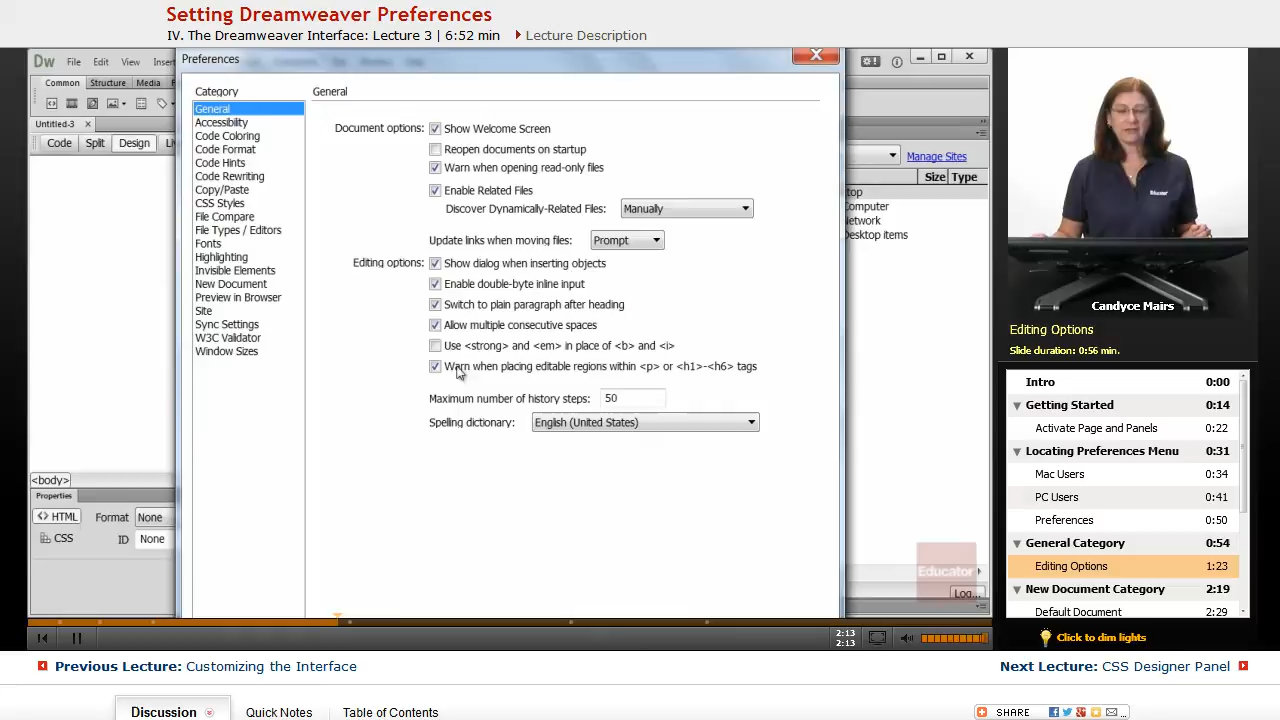 Setting Dreamweaver Preferences
IV. The Dreamweaver Interface: Lecture 3 | 6:52 min
Lecture Description
Dw File Edit View
Preferences
Common Structure Media
Untitled-3 ×
Code Split Design
Category
General
Accessibility
Code Coloring
Code Format
Code Hints
Code Rewriting
Copy/Paste
CSS Styles
File Compare
File Types / Editors
Fonts
Highlighting
Invisible Elements
New Document
Preview in Browser
Site
Sync Settings
W3C Validator
Window Sizes
General
Document options: Show Welcome Screen
Reopen documents on startup
Warn when opening read-only files
Enable Related Files
Discover Dynamically-Related Files: Manually
Update links when moving files: Prompt
Editing options: Show dialog when inserting objects
Enable double-byte inline input
Switch to plain paragraph after heading
Allow multiple consecutive spaces
Use <strong> and <em> in place of <b> and <i>
Warn when placing editable regions within <p> or <h1>-<h6> tags
Maximum number of history steps: 50
Spelling dictionary: English (United States)
Manage Sites
Size Type
top
Computer
etwork
Desktop items
<body>
Properties
<> HTML Format None
CSS ID None
Educator
Log...
2:13
2:13
Educator
Candyce Mairs
Editing Options
Slide duration: 0:56 min.
Intro 0:00
Getting Started 0:14
Activate Page and Panels 0:22
Locating Preferences Menu 0:31
Mac Users 0:34
PC Users 0:41
Preferences 0:50
General Category 0:54
Editing Options 1:23
New Document Category 2:19
Default Document 2:29
Click to dim lights
Previous Lecture: Customizing the Interface
Next Lecture: CSS Designer Panel
Discussion
Quick Notes
Table of Contents
SHARE